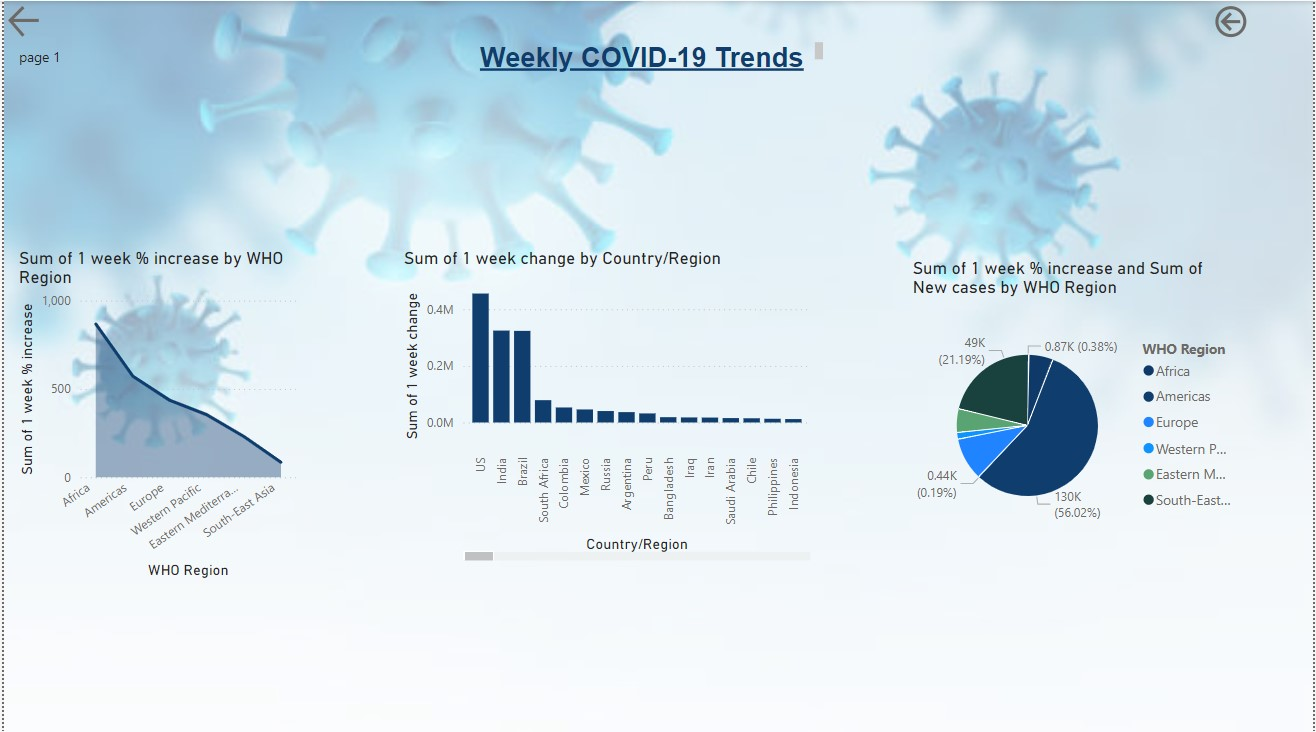 page 1
Weekly COVID-19 Trends
Sum of 1 week % increase by WHO
Region
Sum of 1 week % increase
1,000
500
0
Africa
Americas
Europe
Western Pacific
Eastern Mediterra...
South-East Asia
WHO Region
Sum of 1 week change by Country/Region
Sum of 1 week change
0.4M
0.2M
0.0M
US
India
Brazil
South Africa
Colombia
Mexico
Russia
Argentina
Peru
Bangladesh
Iraq
Iran
Saudi Arabia
Chile
Philippines
Indonesia
Country/Region
Sum of 1 week % increase and Sum of
New cases by WHO Region
49K
(21.19%)
0.87K (0.38%)
0.44K
(0.19%)
130K
(56.02%)
WHO Region
Africa
Americas
Europe
Western P...
Eastern M...
South-East...